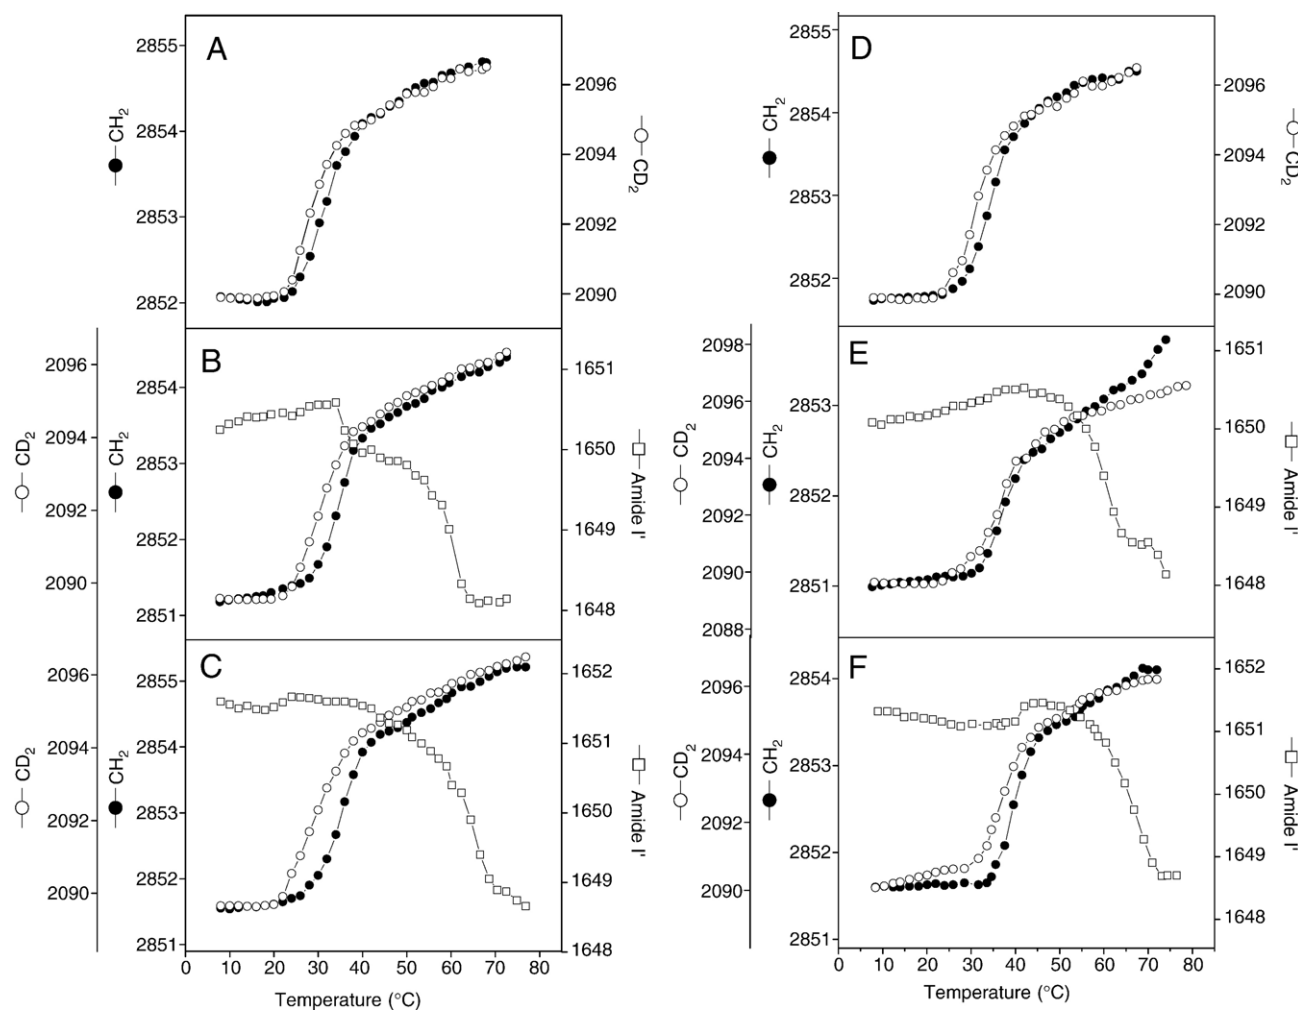 A
2855
2854
2853
2852
CH2
2096
2094
2092
2090
CD2
D
2855
2854
2853
2852
CH2
2096
2094
2092
2090
CD2
B
2096
2094
2092
2090
CD2
2854
2853
2852
2851
CH2
1651
1650
1649
1648
Amide I'
E
2098
2096
2094
2092
2090
2088
CD2
2853
2852
2851
CH2
1651
1650
1649
1648
Amide I'
C
2096
2094
2092
2090
CD2
2855
2854
2853
2852
2851
CH2
1652
1651
1650
1649
1648
Amide I'
0 10 20 30 40 50 60 70 80
Temperature (°C)
F
2096
2094
2092
2090
CD2
2854
2853
2852
2851
CH2
1652
1651
1650
1649
1648
Amide I'
0 10 20 30 40 50 60 70 80
Temperature (°C)